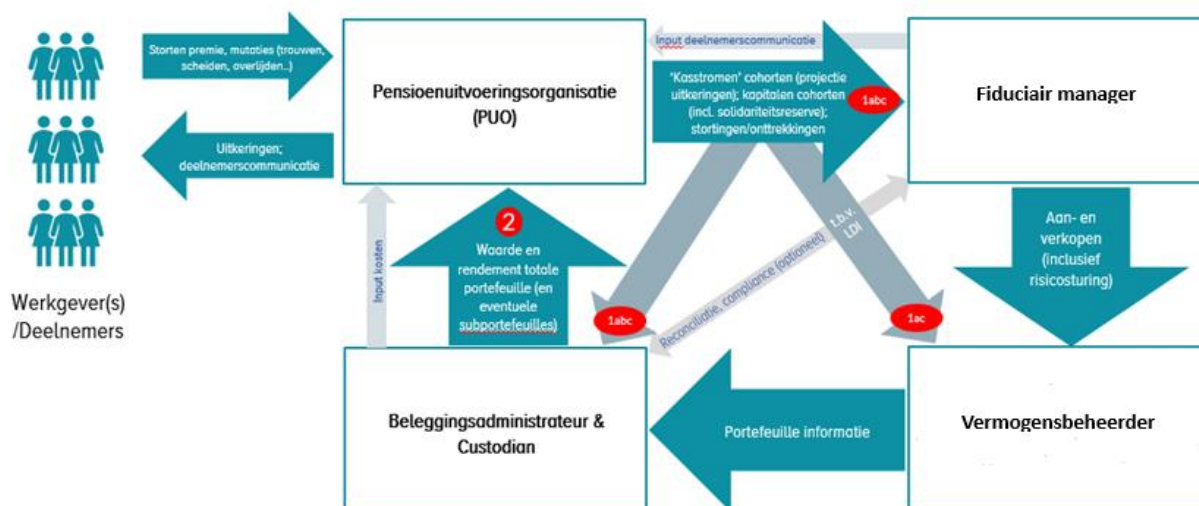 Storten premie, mutaties (trouwen,
scheiden, overlijden..)
Uitkeringen;
deelnemerscommunicatie
Werkgever(s)
/Deelnemers
Pensioenuitvoeringsorganisatie
(PUO)
Input deelnemerscommunicatie
'Kasstromen' cohorten (projectie
uitkeringen); kapitalen cohorten
(incl. solidariteitsreserve);
stortingen/onttrekkingen
1abc
Fiduciair manager
Input kosten
2
Waarde en
rendement totale
portefeuille (en
eventuele
subportefeuilles)
1abc
Reconciliatie, compliance (optioneel)
t.b.v.
LDI
1ac
Aan- en
verkopen
(inclusief
risicosturing)
Beleggingsadministrateur &
Custodian
Portefeuille informatie
Vermogensbeheerder